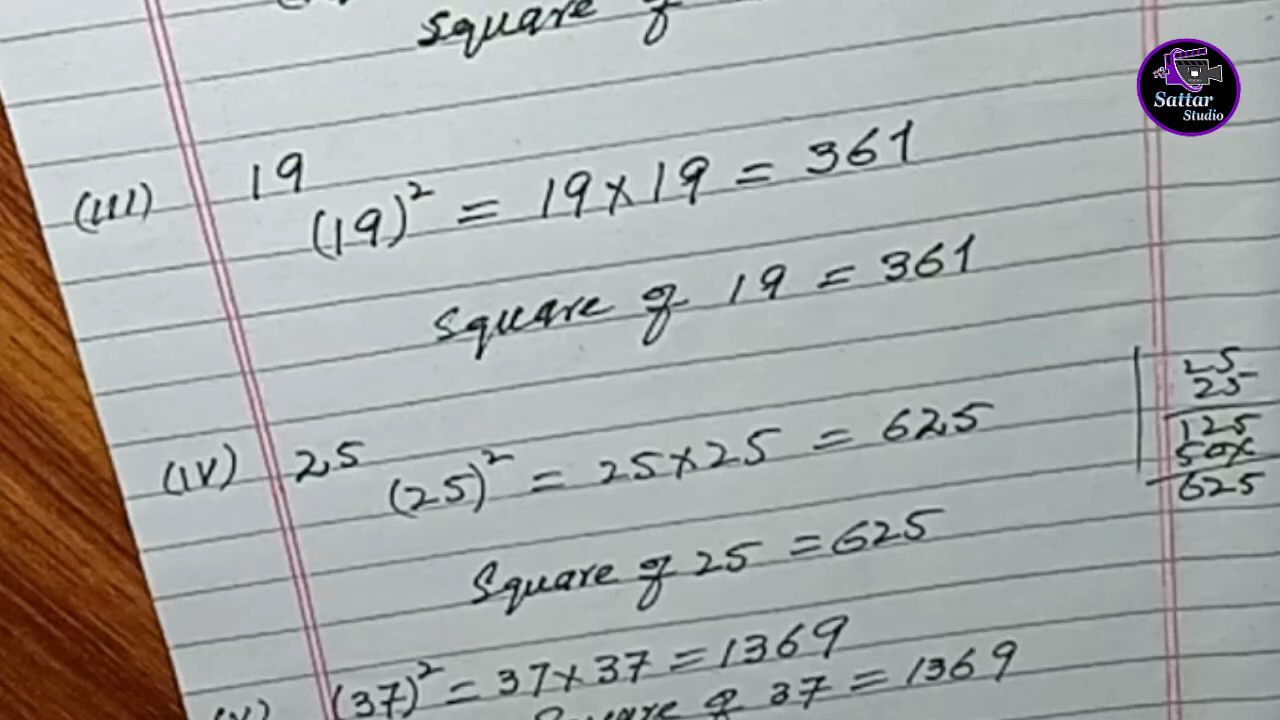 Square of
(III) 19
(19)² = 19×19 = 361
Square of 19 = 361
(IV) 25
(25)² = 25×25 = 625
Square of 25 = 625
(V) (37)² = 37×37 = 1369
Square of 37 = 1369
25
25
125
50×
625
Sattar
Studio